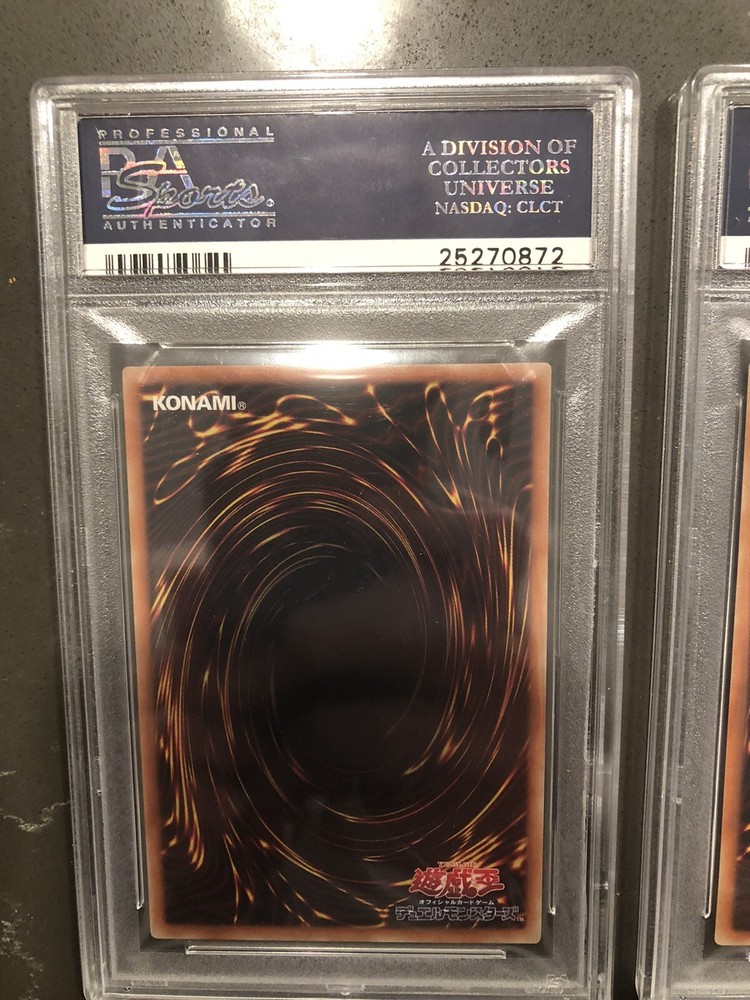 PROFESSIONAL
PSA
Sports
AUTHENTICATOR
A DIVISION OF
COLLECTORS
UNIVERSE
NASDAQ: CLCT
25270872
KONAMI®
遊戯王
オフィシャルカードゲーム
デュエルモンスターズ